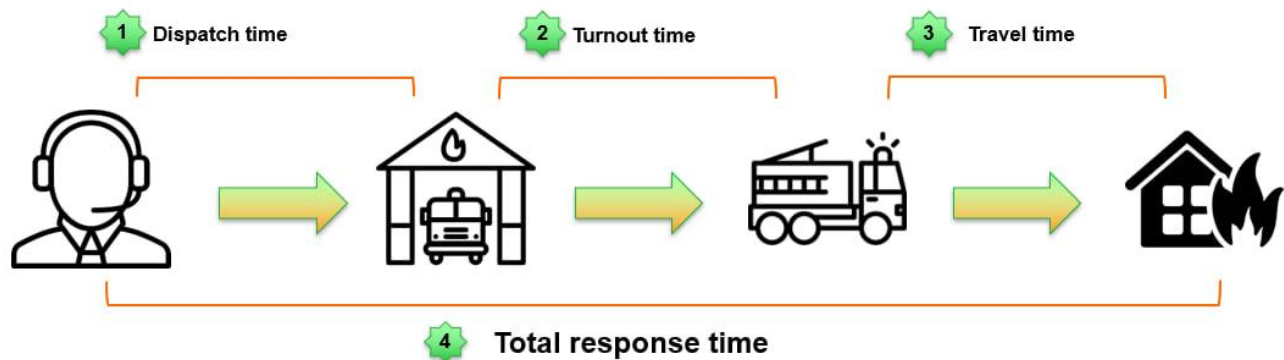 1 Dispatch time
2 Turnout time
3 Travel time
4 Total response time